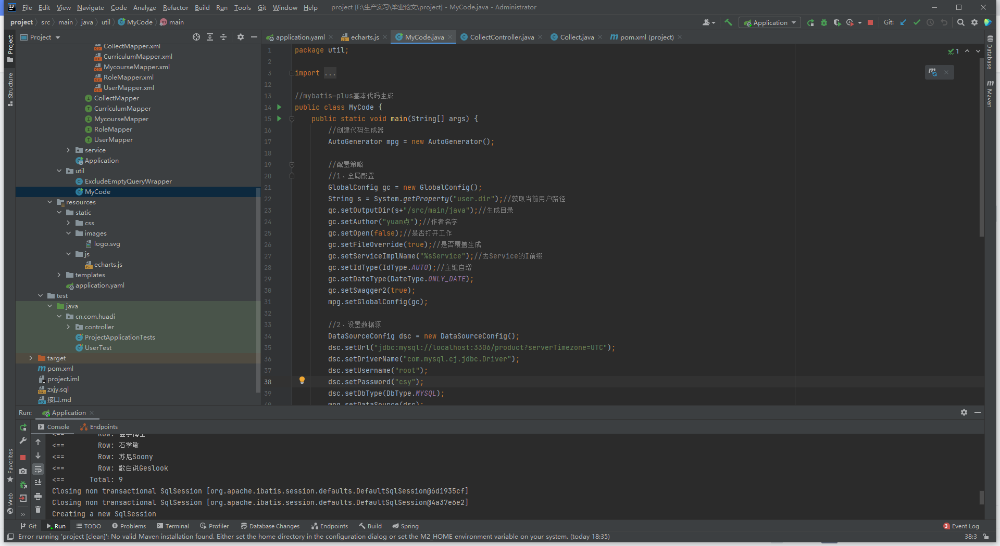 File Edit View Navigate Code Analyze Refactor Build Run Tools Git Window Help project [F:\生产实习\毕业论文\project] - MyCode.java - Administrator
project src main java util MyCode main
Application
Git:
Project
application.yaml echarts.js MyCode.java CollectController.java Collect.java pom.xml (project)
Project
Structure
Favorites
Web
Database
Maven
CollectMapper.xml
CurriculumMapper.xml
MycourseMapper.xml
RoleMapper.xml
UserMapper.xml
CollectMapper
CurriculumMapper
MycourseMapper
RoleMapper
UserMapper
service
Application
util
ExcludeEmptyQueryWrapper
MyCode
resources
static
css
images
logo.svg
js
echarts.js
templates
application.yaml
test
java
cn.com.huadi
controller
ProjectApplicationTests
UserTest
target
pom.xml
project.iml
zxjy.sql
接口.md
1 package util;
2
3 import ...
12
13 //mybatis-plus基本代码生成
14 public class MyCode {
15 public static void main(String[] args) {
16 //创建代码生成器
17 AutoGenerator mpg = new AutoGenerator();
18
19 //配置策略
20 //1、全局配置
21 GlobalConfig gc = new GlobalConfig();
22 String s = System.getProperty("user.dir");//获取当前用户路径
23 gc.setOutputDir(s+"/src/main/java");//生成目录
24 gc.setAuthor("yuan点");//作者名字
25 gc.setOpen(false);//是否打开工作
26 gc.setFileOverride(true);//是否覆盖生成
27 gc.setServiceImplName("%sService");//去Service的I前缀
28 gc.setIdType(IdType.AUTO);//主键自增
29 gc.setDateType(DateType.ONLY_DATE);
30 gc.setSwagger2(true);
31 mpg.setGlobalConfig(gc);
32
33 //2、设置数据源
34 DataSourceConfig dsc = new DataSourceConfig();
35 dsc.setUrl("jdbc:mysql://localhost:3306/product?serverTimezone=UTC");
36 dsc.setDriverName("com.mysql.cj.jdbc.Driver");
37 dsc.setUsername("root");
38 dsc.setPassword("csy");
39 dsc.setDbType(DbType.MYSQL);
40 mpg.setDataSource(dsc);
1
Run: Application
Console Endpoints
<== Row: 医学博士
<== Row: 石学敏
<== Row: 苏尼Soony
<== Row: 歌白说Geslook
<== Total: 9
Closing non transactional SqlSession [org.apache.ibatis.session.defaults.DefaultSqlSession@6d1935cf]
Closing non transactional SqlSession [org.apache.ibatis.session.defaults.DefaultSqlSession@4a37e6e2]
Creating a new SqlSession
Git Run TODO Problems Terminal Profiler Database Changes Endpoints Build Spring 3 Event Log
Error running 'project [clean]': No valid Maven installation found. Either set the home directory in the configuration dialog or set the M2_HOME environment variable on your system. (today 18:35) 38:3